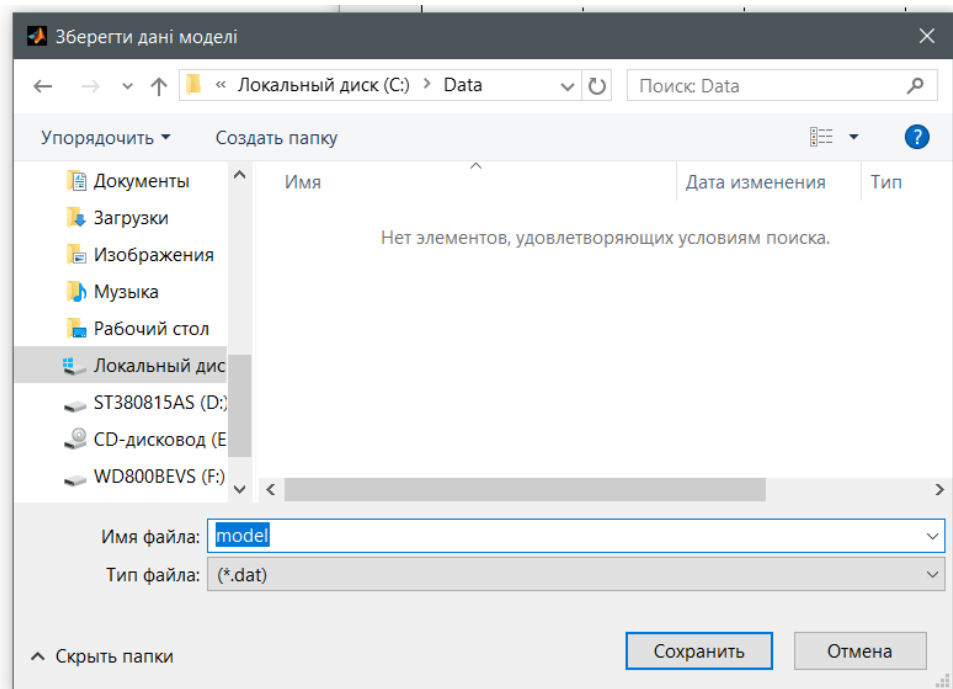 Зберегти дані моделі
« Локальный диск (C:) > Data
Поиск: Data
Упорядочить
Создать папку
?
Документы
Загрузки
Изображения
Музыка
Рабочий стол
Локальный дис
ST380815AS (D:)
CD-дисковод (E
WD800BEVS (F:)
Имя
Дата изменения
Тип
Нет элементов, удовлетворяющих условиям поиска.
Имя файла: model
Тип файла: (*.dat)
Скрыть папки
Сохранить
Отмена